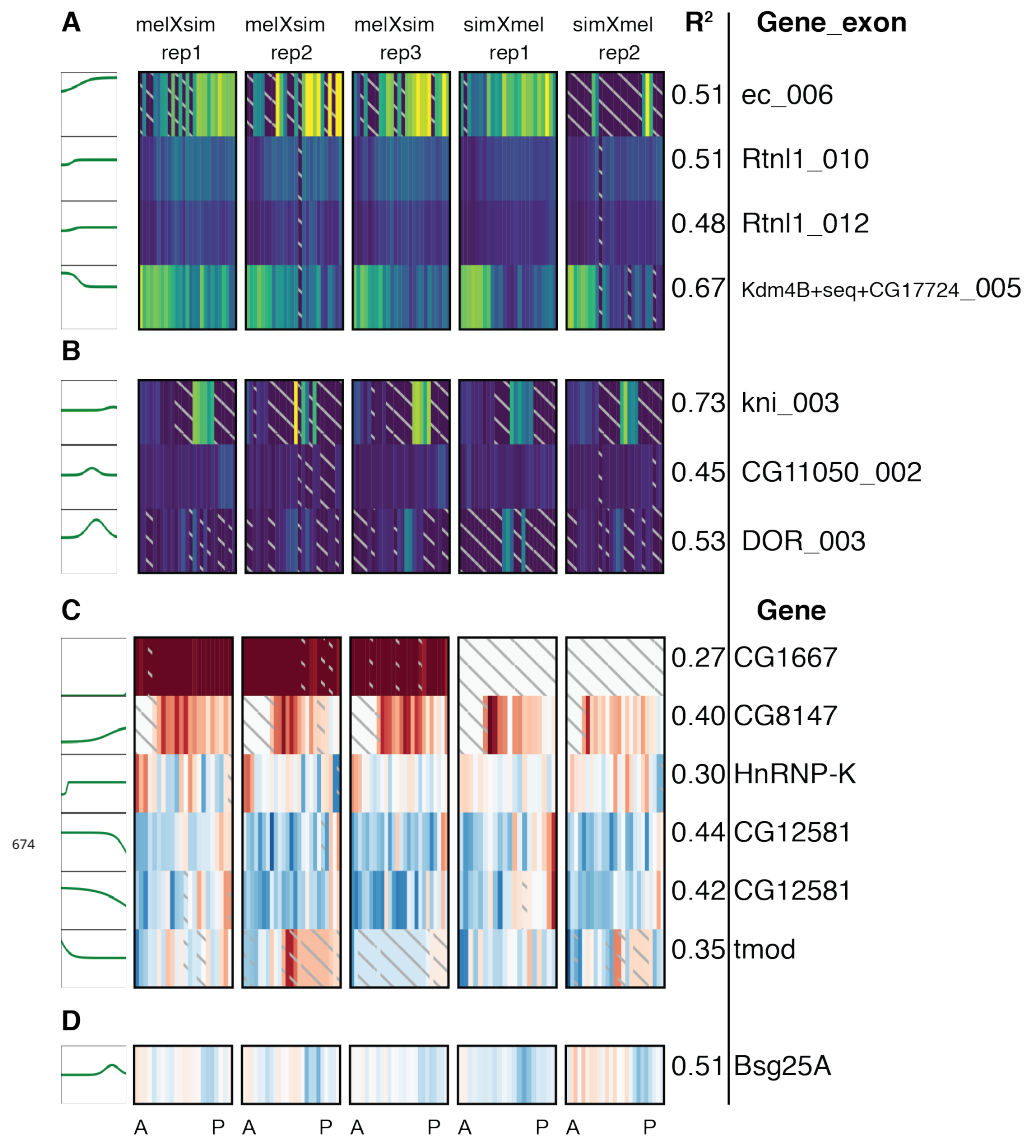 A melXsim melXsim melXsim simXmel simXmel R² Gene_exon
rep1 rep2 rep3 rep1 rep2
0.51 ec_006
0.51 Rtnl1_010
0.48 Rtnl1_012
0.67 Kdm4B+seq+CG17724_005
B
0.73 kni_003
0.45 CG11050_002
0.53 DOR_003
C Gene
0.27 CG1667
0.40 CG8147
0.30 HnRNP-K
0.44 CG12581
674
0.42 CG12581
0.35 tmod
D
0.51 Bsg25A
A P A P A P A P A P